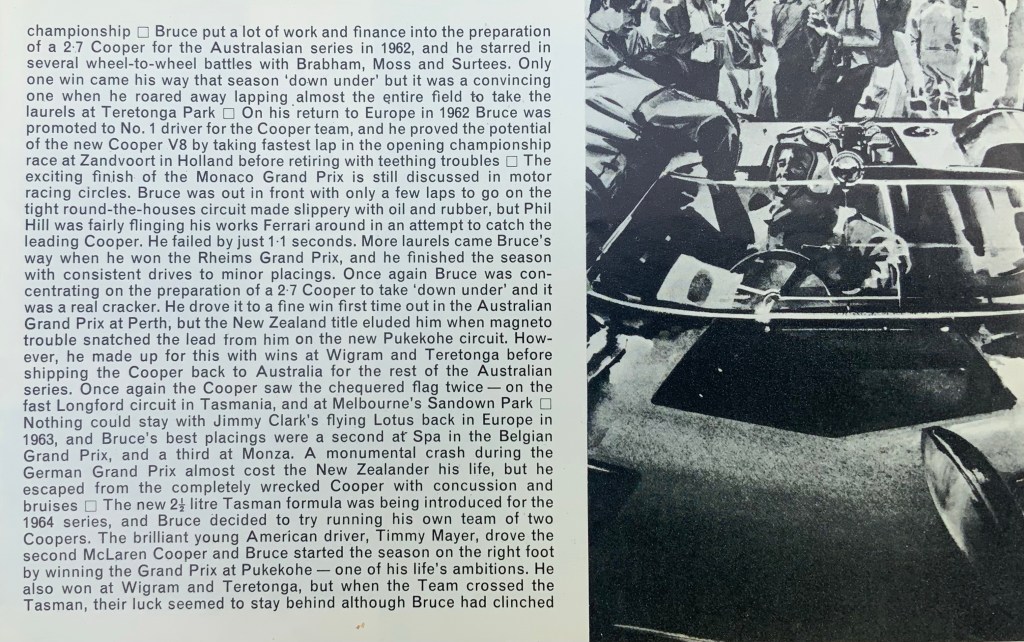 championship □ Bruce put a lot of work and finance into the preparation
of a 2·7 Cooper for the Australasian series in 1962, and he starred in
several wheel-to-wheel battles with Brabham, Moss and Surtees. Only
one win came his way that season ‘down under’ but it was a convincing
one when he roared away lapping almost the entire field to take the
laurels at Teretonga Park □ On his return to Europe in 1962 Bruce was
promoted to No. 1 driver for the Cooper team, and he proved the potential
of the new Cooper V8 by taking fastest lap in the opening championship
race at Zandvoort in Holland before retiring with teething troubles □ The
exciting finish of the Monaco Grand Prix is still discussed in motor
racing circles. Bruce was out in front with only a few laps to go on the
tight round-the-houses circuit made slippery with oil and rubber, but Phil
Hill was fairly flinging his works Ferrari around in an attempt to catch the
leading Cooper. He failed by just 1·1 seconds. More laurels came Bruce’s
way when he won the Rheims Grand Prix, and he finished the season
with consistent drives to minor placings. Once again Bruce was con-
centrating on the preparation of a 2·7 Cooper to take ‘down under’ and it
was a real cracker. He drove it to a fine win first time out in the Australian
Grand Prix at Perth, but the New Zealand title eluded him when magneto
trouble snatched the lead from him on the new Pukekohe circuit. How-
ever, he made up for this with wins at Wigram and Teretonga before
shipping the Cooper back to Australia for the rest of the Australian
series. Once again the Cooper saw the chequered flag twice — on the
fast Longford circuit in Tasmania, and at Melbourne’s Sandown Park □
Nothing could stay with Jimmy Clark’s flying Lotus back in Europe in
1963, and Bruce’s best placings were a second at Spa in the Belgian
Grand Prix, and a third at Monza. A monumental crash during the
German Grand Prix almost cost the New Zealander his life, but he
escaped from the completely wrecked Cooper with concussion and
bruises □ The new 2½ litre Tasman formula was being introduced for the
1964 series, and Bruce decided to try running his own team of two
Coopers. The brilliant young American driver, Timmy Mayer, drove the
second McLaren Cooper and Bruce started the season on the right foot
by winning the Grand Prix at Pukekohe — one of his life’s ambitions. He
also won at Wigram and Teretonga, but when the Team crossed the
Tasman, their luck seemed to stay behind although Bruce had clinched